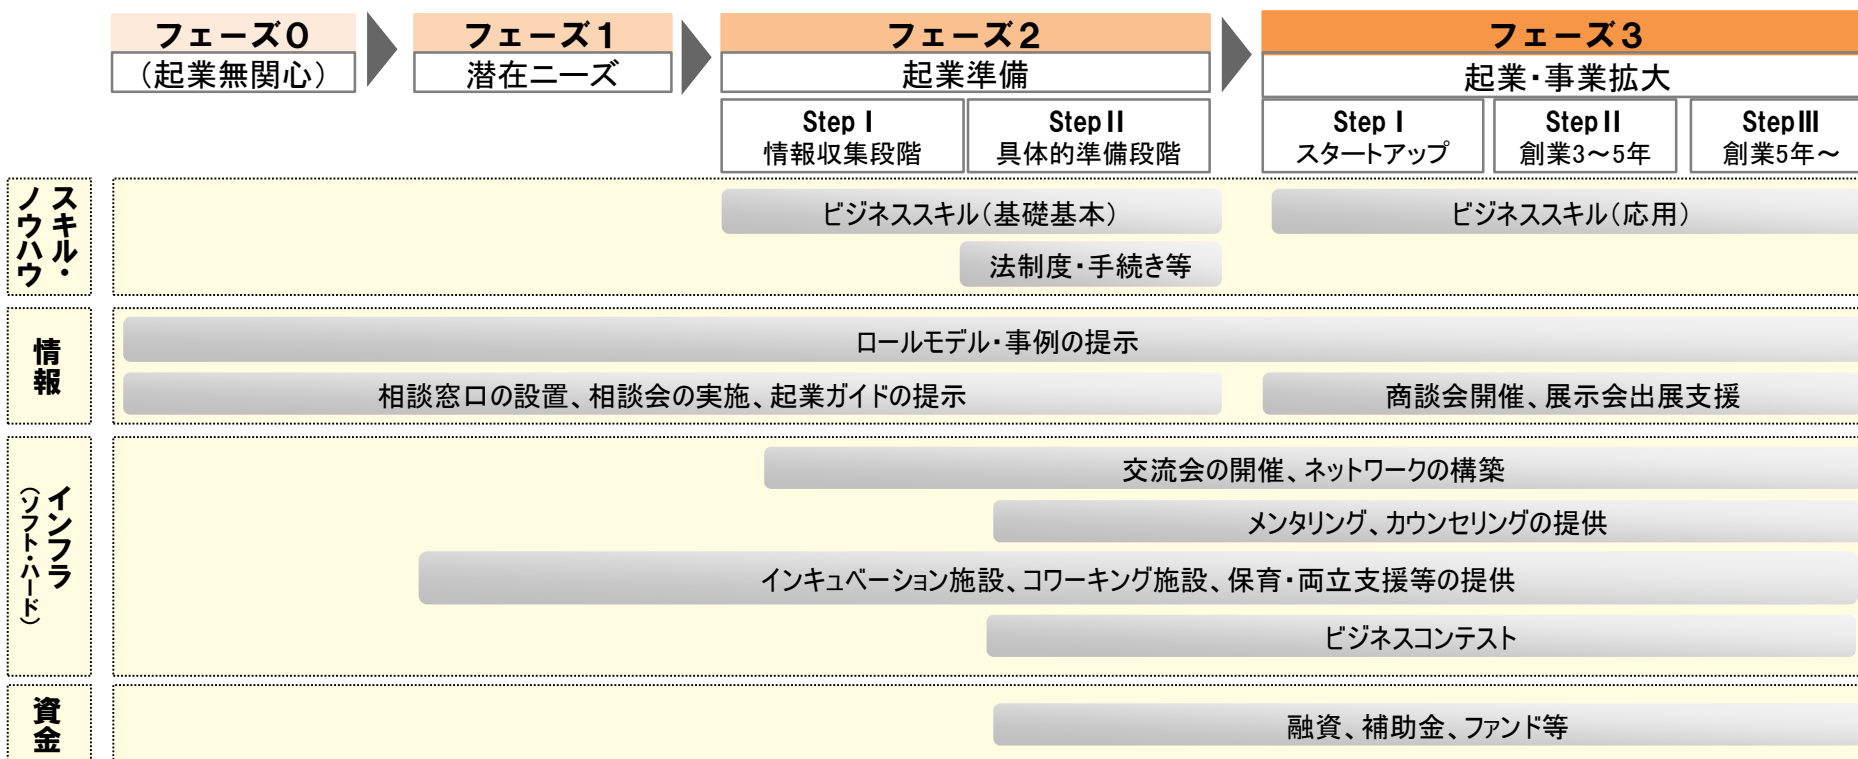 フェーズ0
(起業無関心)
フェーズ1
潜在ニーズ
フェーズ2
起業準備
フェーズ3
起業・事業拡大
Step I
情報収集段階
Step II
具体的準備段階
Step I
スタートアップ
Step II
創業3～5年
Step III
創業5年～
スキル・
ノウハウ
ビジネススキル(基礎基本)
ビジネススキル(応用)
法制度・手続き等
情報
ロールモデル・事例の提示
相談窓口の設置、相談会の実施、起業ガイドの提示
商談会開催、展示会出展支援
インフラ
(ソフト・ハード)
交流会の開催、ネットワークの構築
メンタリング、カウンセリングの提供
インキュベーション施設、コワーキング施設、保育・両立支援等の提供
ビジネスコンテスト
資金
融資、補助金、ファンド等